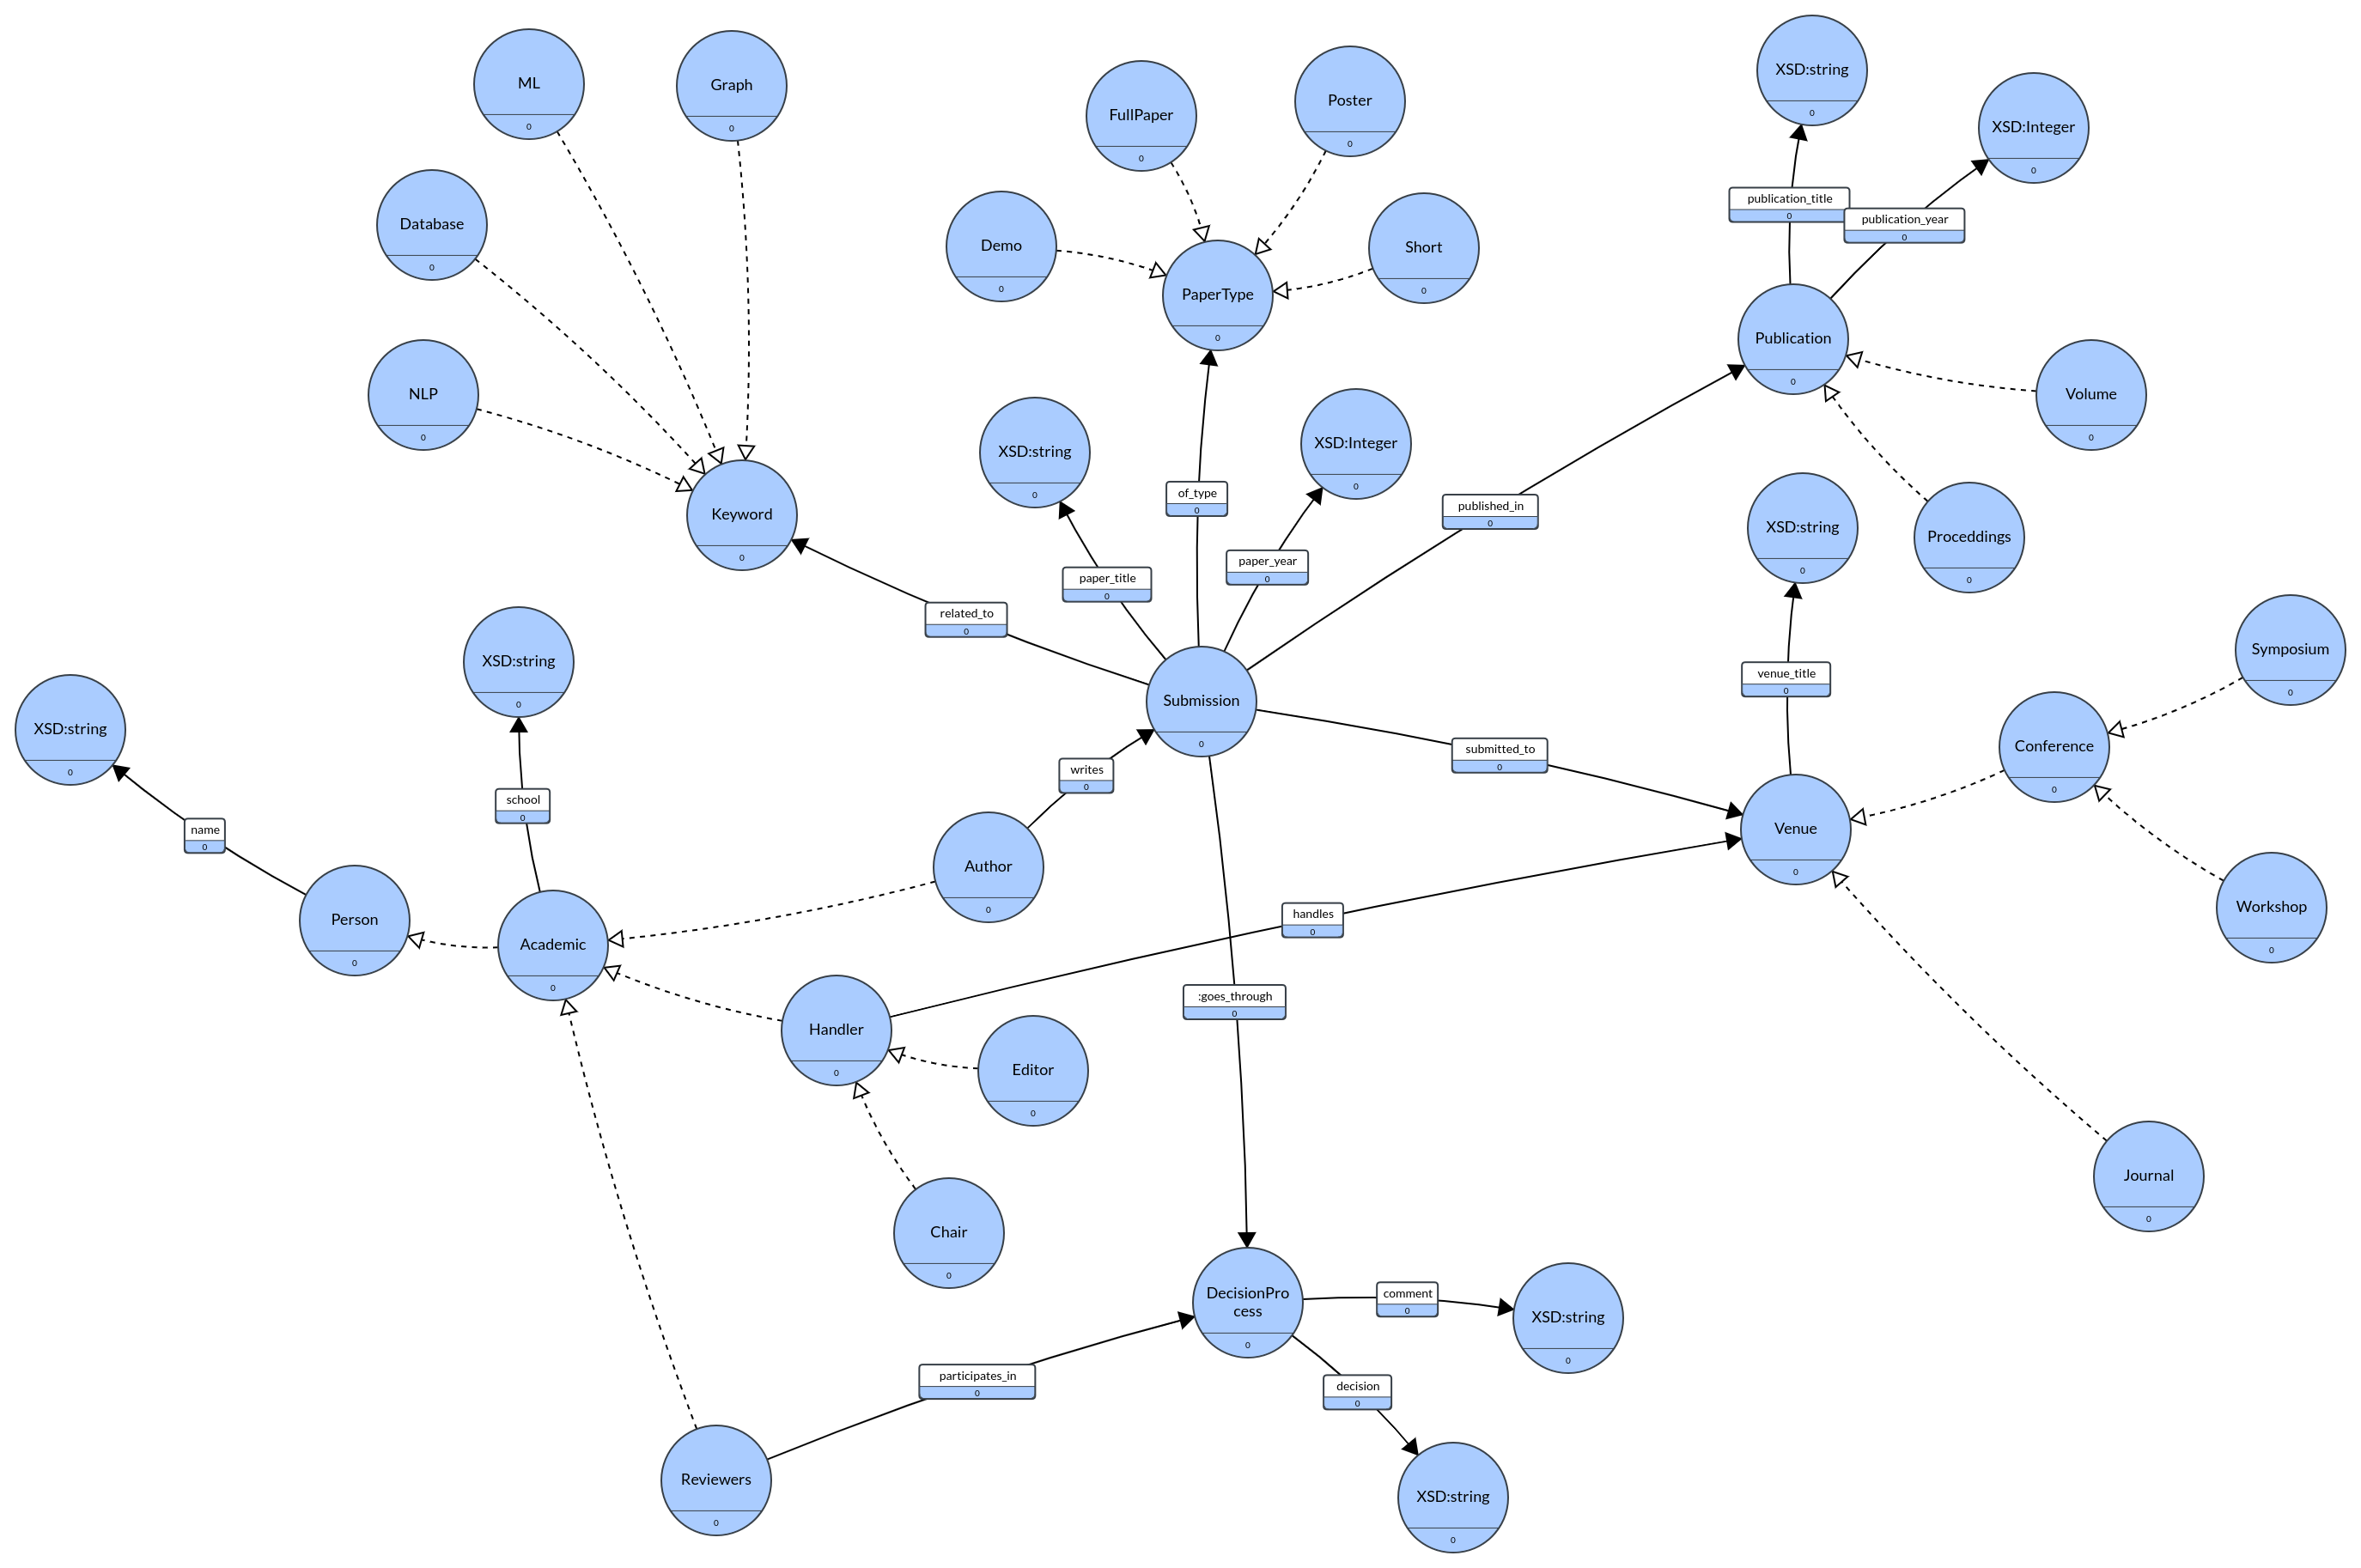 XSD:string
0
ML
0
Graph
0
FullPaper
0
Poster
0
XSD:Integer
0
publication_title
0
publication_year
0
Database
0
Demo
0
Short
0
PaperType
0
Publication
0
NLP
0
Volume
0
XSD:string
0
XSD:Integer
0
Keyword
0
of_type
0
published_in
0
XSD:string
0
Proceddings
0
paper_title
0
paper_year
0
related_to
0
XSD:string
0
XSD:string
0
Submission
0
venue_title
0
Symposium
0
Conference
0
submitted_to
0
writes
0
school
0
name
0
Venue
0
Author
0
Person
0
Academic
0
handles
0
Workshop
0
:goes_through
0
Handler
0
Editor
0
Journal
0
Chair
0
DecisionPro
cess
0
comment
0
XSD:string
0
participates_in
0
decision
0
Reviewers
0
XSD:string
0